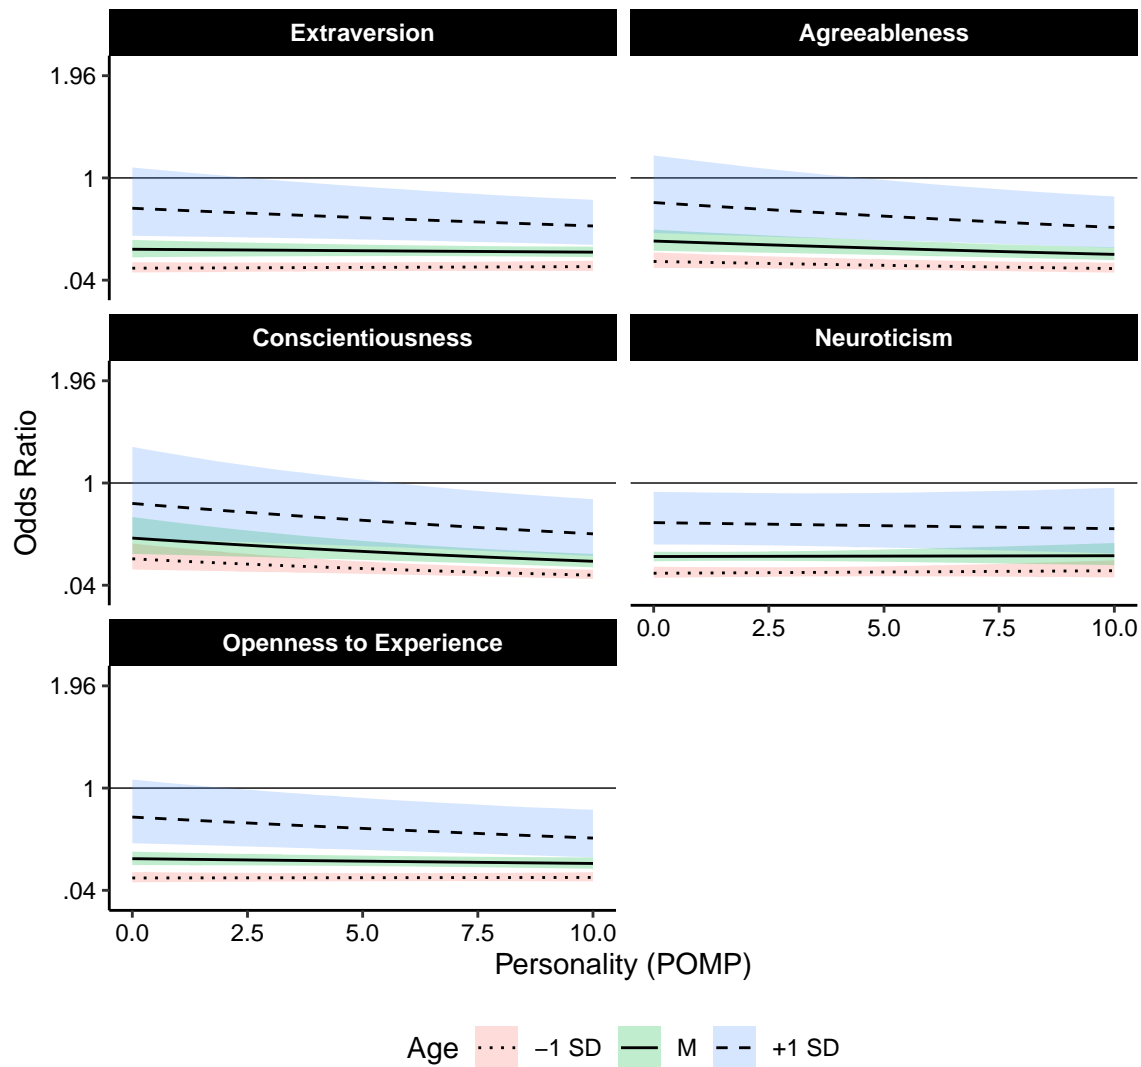 Extraversion
Agreeableness
1.96
1
.04
Conscientiousness
Neuroticism
1.96
1
.04
0.0 2.5 5.0 7.5 10.0
Openness to Experience
1.96
1
.04
0.0 2.5 5.0 7.5 10.0
Odds Ratio
Personality (POMP)
Age −1 SD M +1 SD